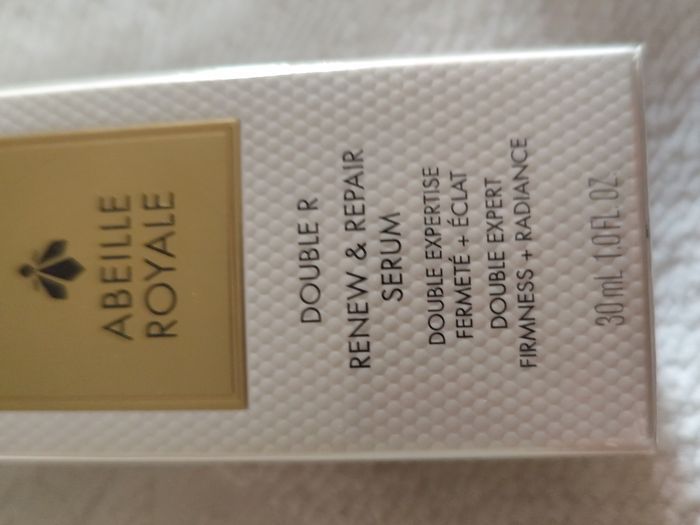 ABEILLE
ROYALE
DOUBLE R
RENEW & REPAIR
SERUM
DOUBLE EXPERTISE
FERMETÉ + ÉCLAT
DOUBLE EXPERT
FIRMNESS + RADIANCE
30 mL 1.0 FL.OZ.